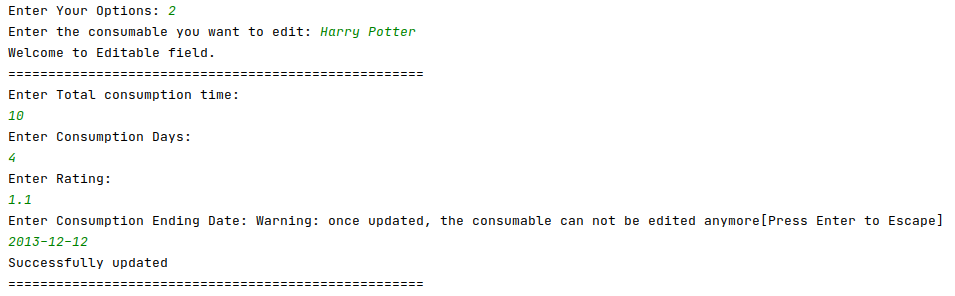 Enter Your Options: 2
Enter the consumable you want to edit: Harry Potter
Welcome to Editable field.
====================================================
Enter Total consumption time:
10
Enter Consumption Days:
4
Enter Rating:
1.1
Enter Consumption Ending Date: Warning: once updated, the consumable can not be edited anymore[Press Enter to Escape]
2013-12-12
Successfully updated
====================================================